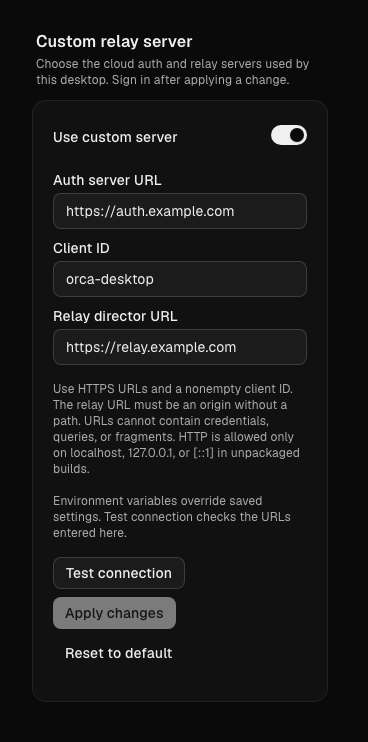 Custom relay server
Choose the cloud auth and relay servers used by
this desktop. Sign in after applying a change.
Use custom server
Auth server URL
https://auth.example.com
Client ID
orca-desktop
Relay director URL
https://relay.example.com
Use HTTPS URLs and a nonempty client ID.
The relay URL must be an origin without a
path. URLs cannot contain credentials,
queries, or fragments. HTTP is allowed only
on localhost, 127.0.0.1, or [::1] in unpackaged
builds.
Environment variables override saved
settings. Test connection checks the URLs
entered here.
Test connection
Apply changes
Reset to default